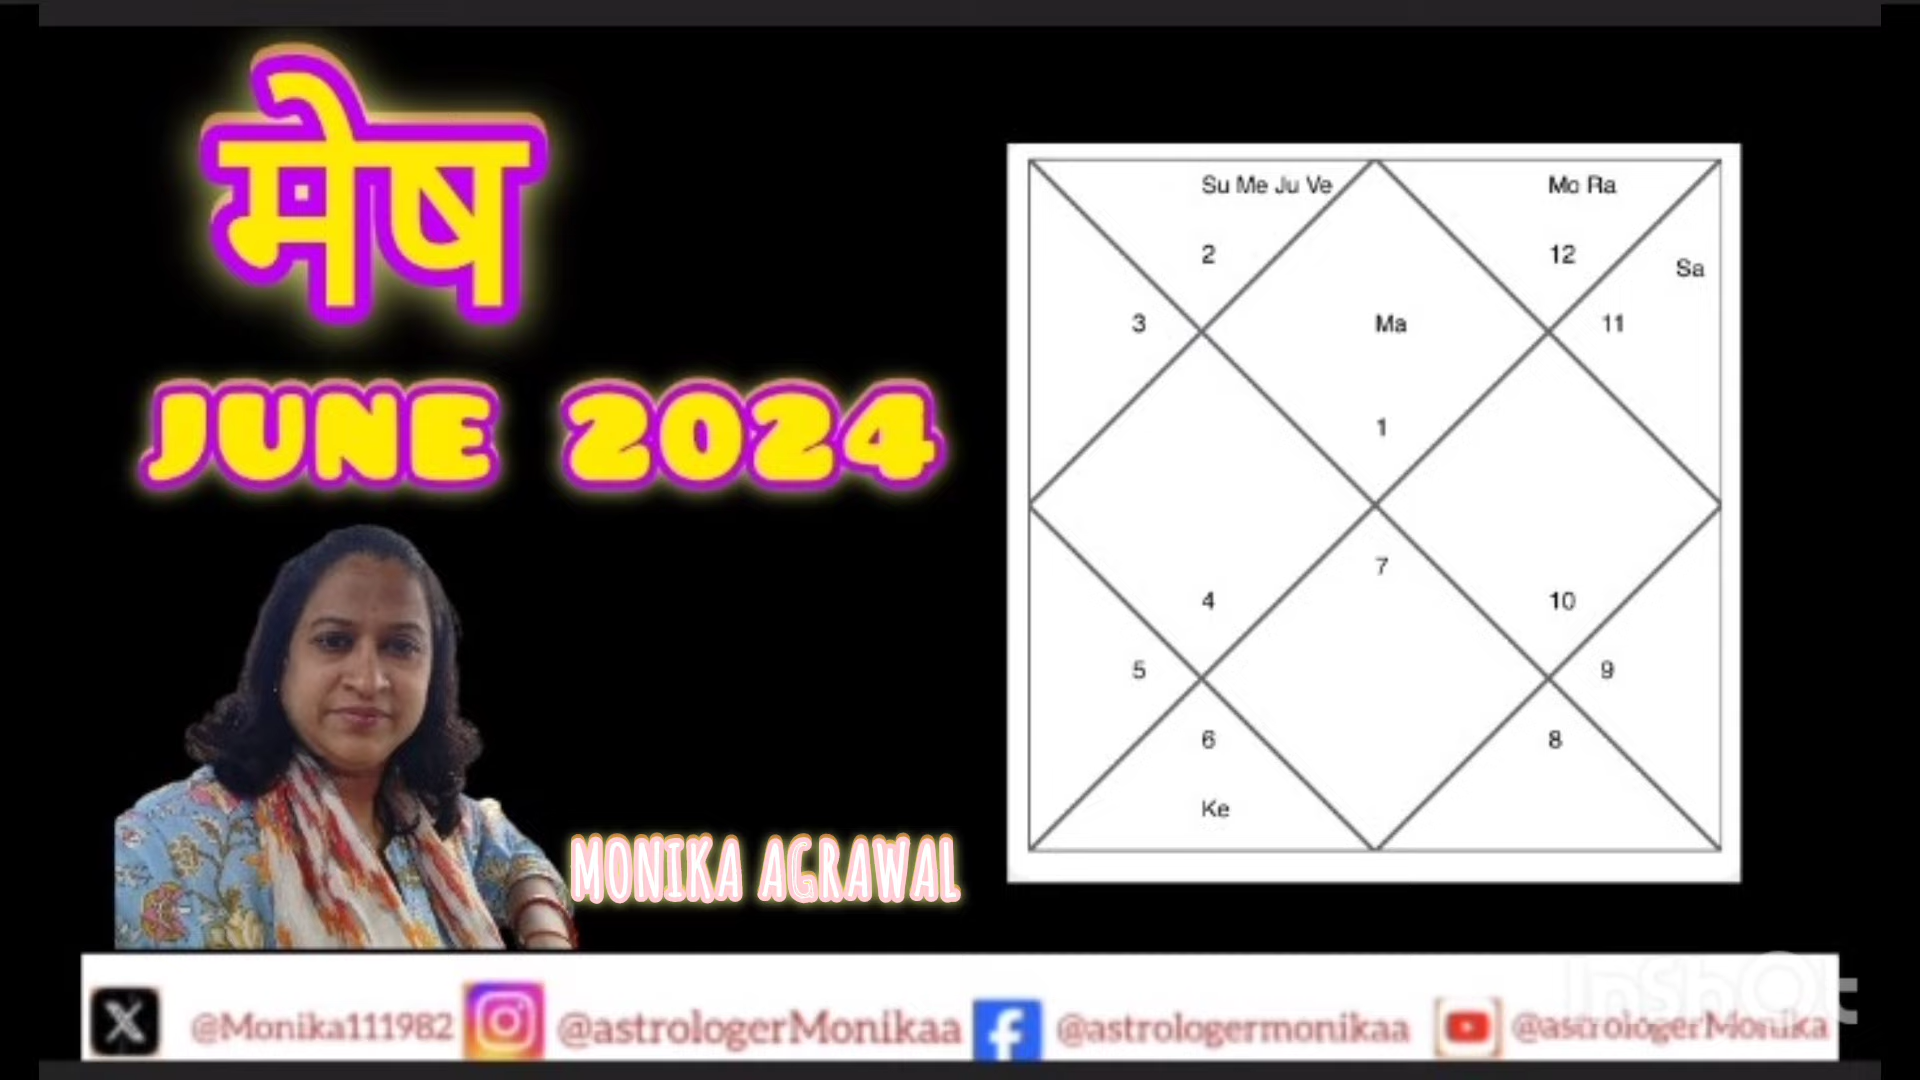 मेष
JUNE 2024
Su Me Ju Ve
Mo Ra
2
12
Sa
3
Ma
11
1
7
4
10
5
9
6
8
Ke
MONIKA AGRAWAL
@Monika111982 @astrologerMonikaa @astrologermonikaa @astrologerMonika
InShOt